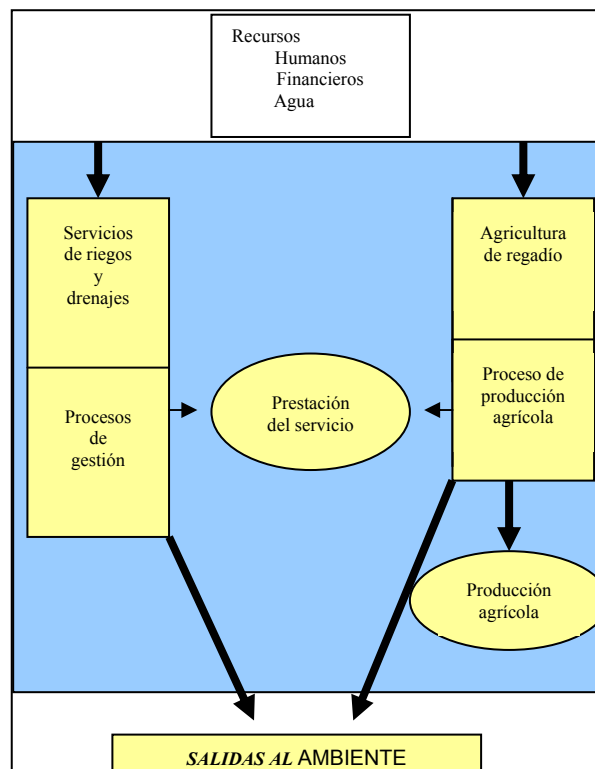 Recursos
Humanos
Financieros
Agua
Servicios
de riegos
y
drenajes
Procesos
de
gestión
Prestación
del servicio
Agricultura
de regadío
Proceso de
producción
agrícola
Producción
agrícola
SALIDAS AL AMBIENTE